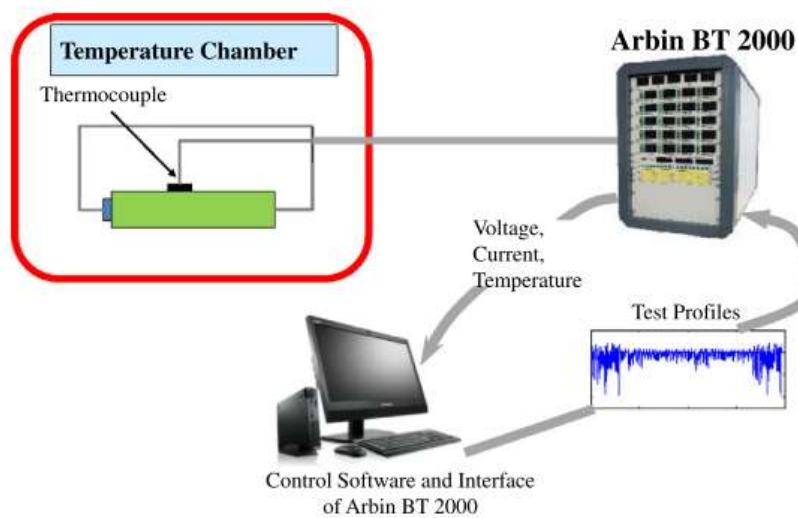 Temperature Chamber
Thermocouple
Arbin BT 2000
Voltage,
Current,
Temperature
Test Profiles
Control Software and Interface
of Arbin BT 2000